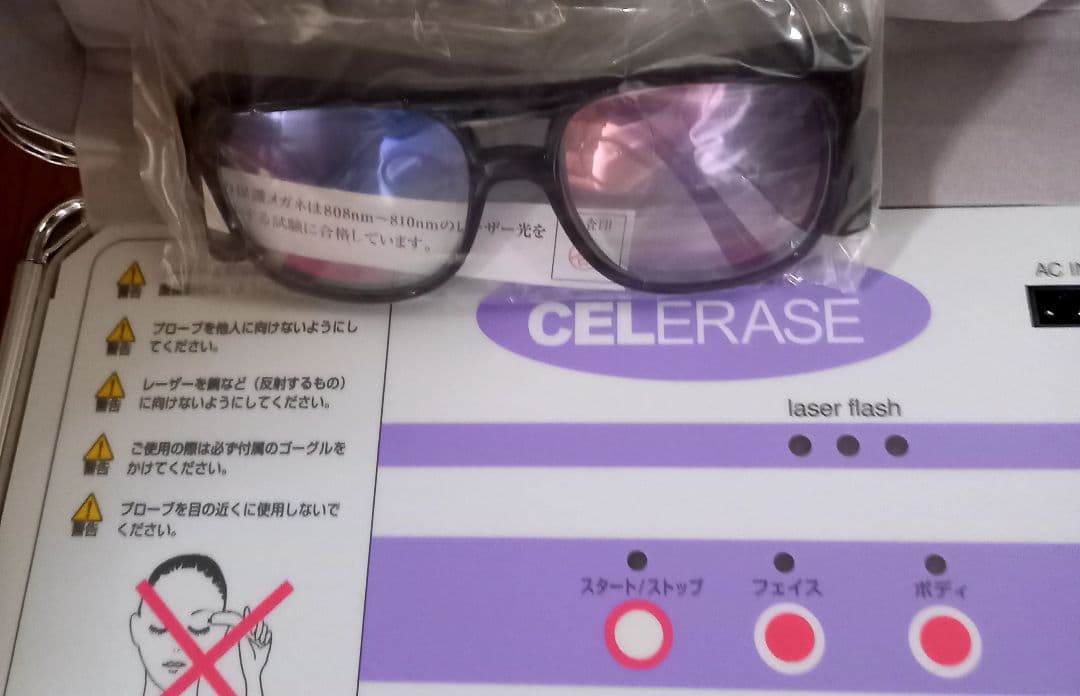 保護メガネは808nm〜810nmのレーザー光を
る試験に合格しています。
査印
AC IN
CELERASE
laser flash
スタート/ストップ
フェイス
ボディ
警告
警告 プローブを他人に向けないようにし
てください。
警告 レーザーを鏡など（反射するもの）
に向けないようにしてください。
警告 ご使用の際は必ず付属のゴーグルを
かけてください。
警告 プローブを目の近くに使用しないで
ください。